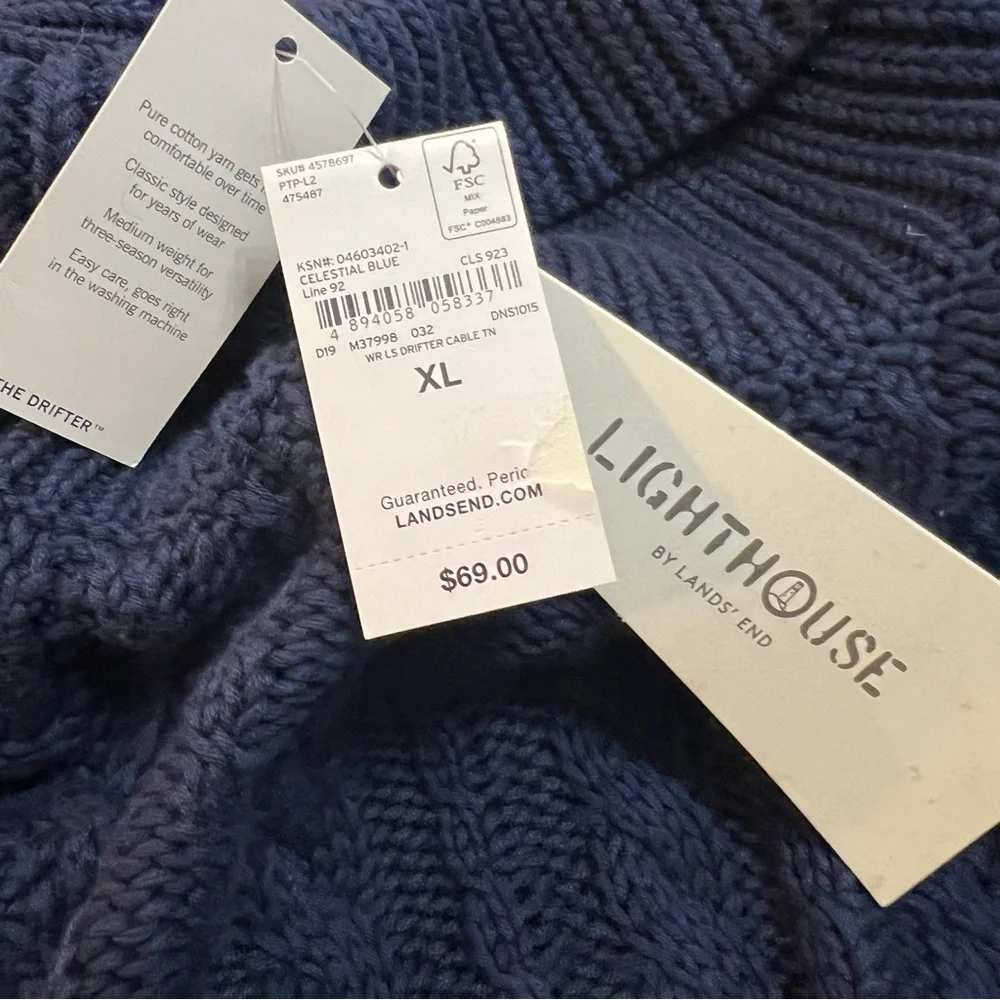 Pure cotton yarn gets
comfortable over time
Classic style designed
for years of wear
Medium weight for
three-season versatility
Easy care, goes right
in the washing machine
THE DRIFTER™
SKU# 4578697
PTP-L2
475487
FSC
MIX
Paper
FSC® C004883
KSN#: 04603402-1
CELESTIAL BLUE CLS 923
Line 92
4 894058 058337
D19 M37998 032 DNS1015
WR LS DRIFTER CABLE TN
XL
Guaranteed.
LANDSEND.COM
$69.00
LIGHTHOUSE
BY LANDS' END